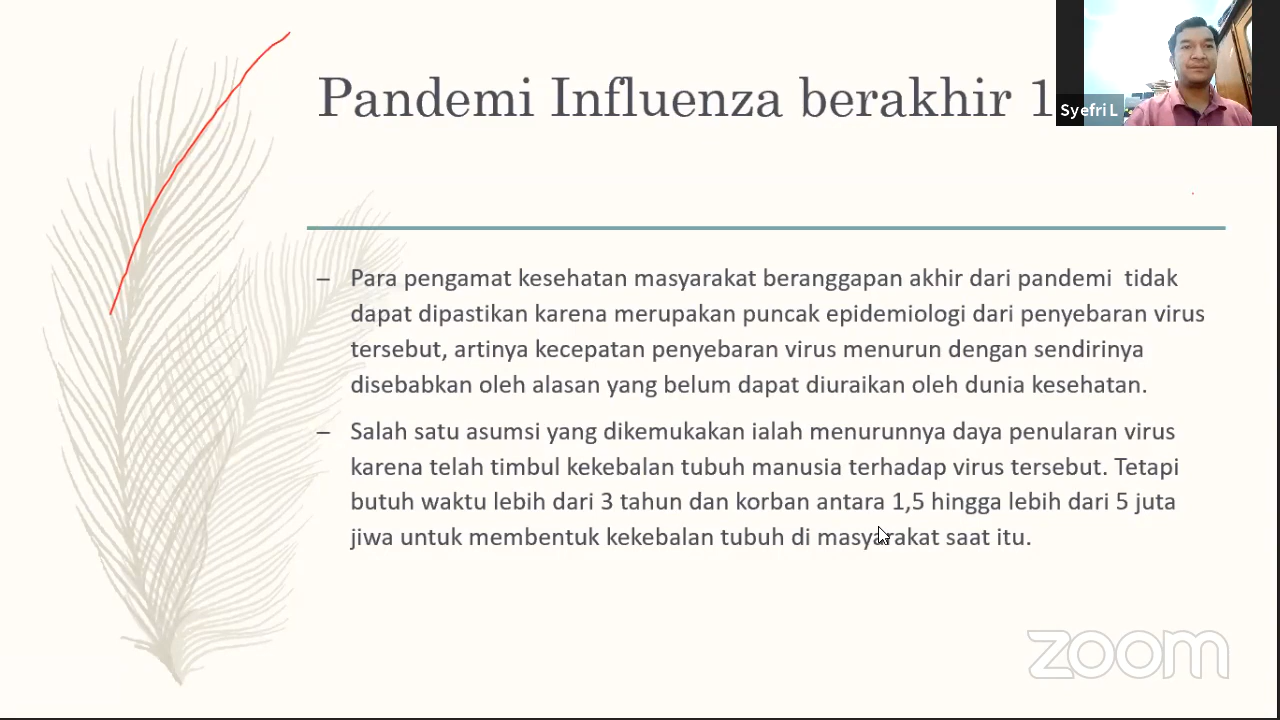 Pandemi Influenza berakhir 1
Syefri L
– Para pengamat kesehatan masyarakat beranggapan akhir dari pandemi tidak
dapat dipastikan karena merupakan puncak epidemiologi dari penyebaran virus
tersebut, artinya kecepatan penyebaran virus menurun dengan sendirinya
disebabkan oleh alasan yang belum dapat diuraikan oleh dunia kesehatan.
– Salah satu asumsi yang dikemukakan ialah menurunnya daya penularan virus
karena telah timbul kekebalan tubuh manusia terhadap virus tersebut. Tetapi
butuh waktu lebih dari 3 tahun dan korban antara 1,5 hingga lebih dari 5 juta
jiwa untuk membentuk kekebalan tubuh di masyarakat saat itu.
zoom